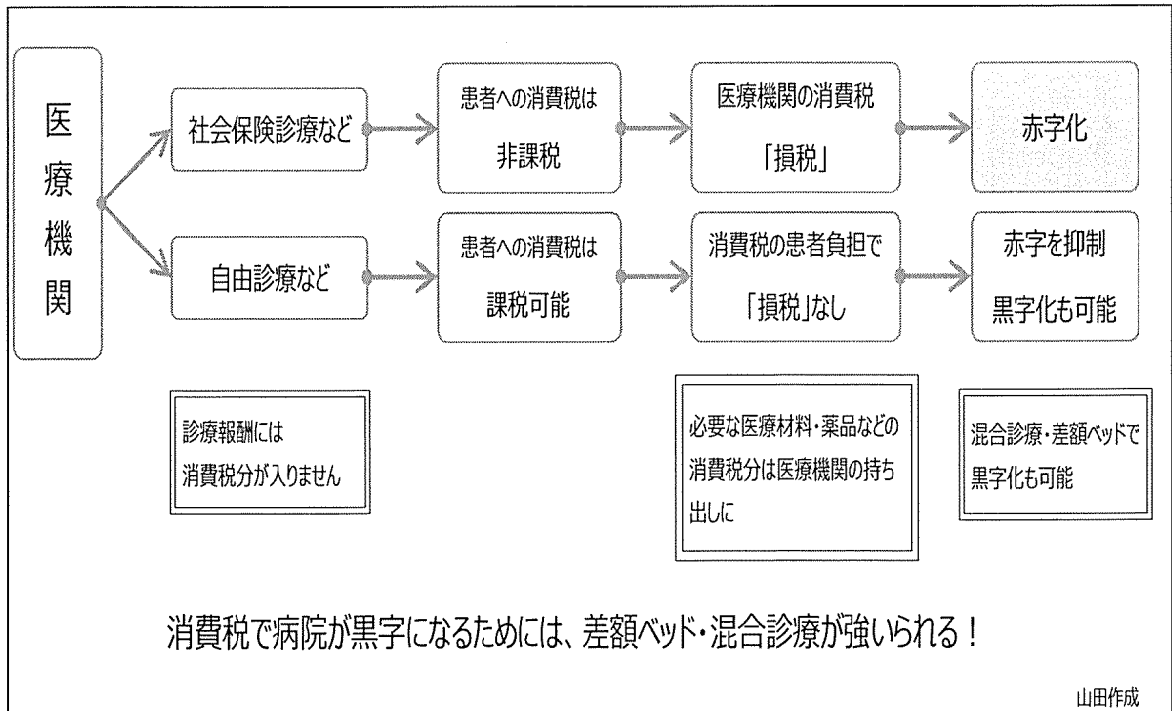 医療機関
社会保険診療など
患者への消費税は
非課税
医療機関の消費税
「損税」
赤字化
自由診療など
患者への消費税は
課税可能
消費税の患者負担で
「損税」なし
赤字を抑制
黒字化も可能
診療報酬には
消費税分が入りません
必要な医療材料・薬品などの
消費税分は医療機関の持ち
出しに
混合診療・差額ベッドで
黒字化も可能
消費税で病院が黒字になるためには、差額ベッド・混合診療が強いられる！
山田作成